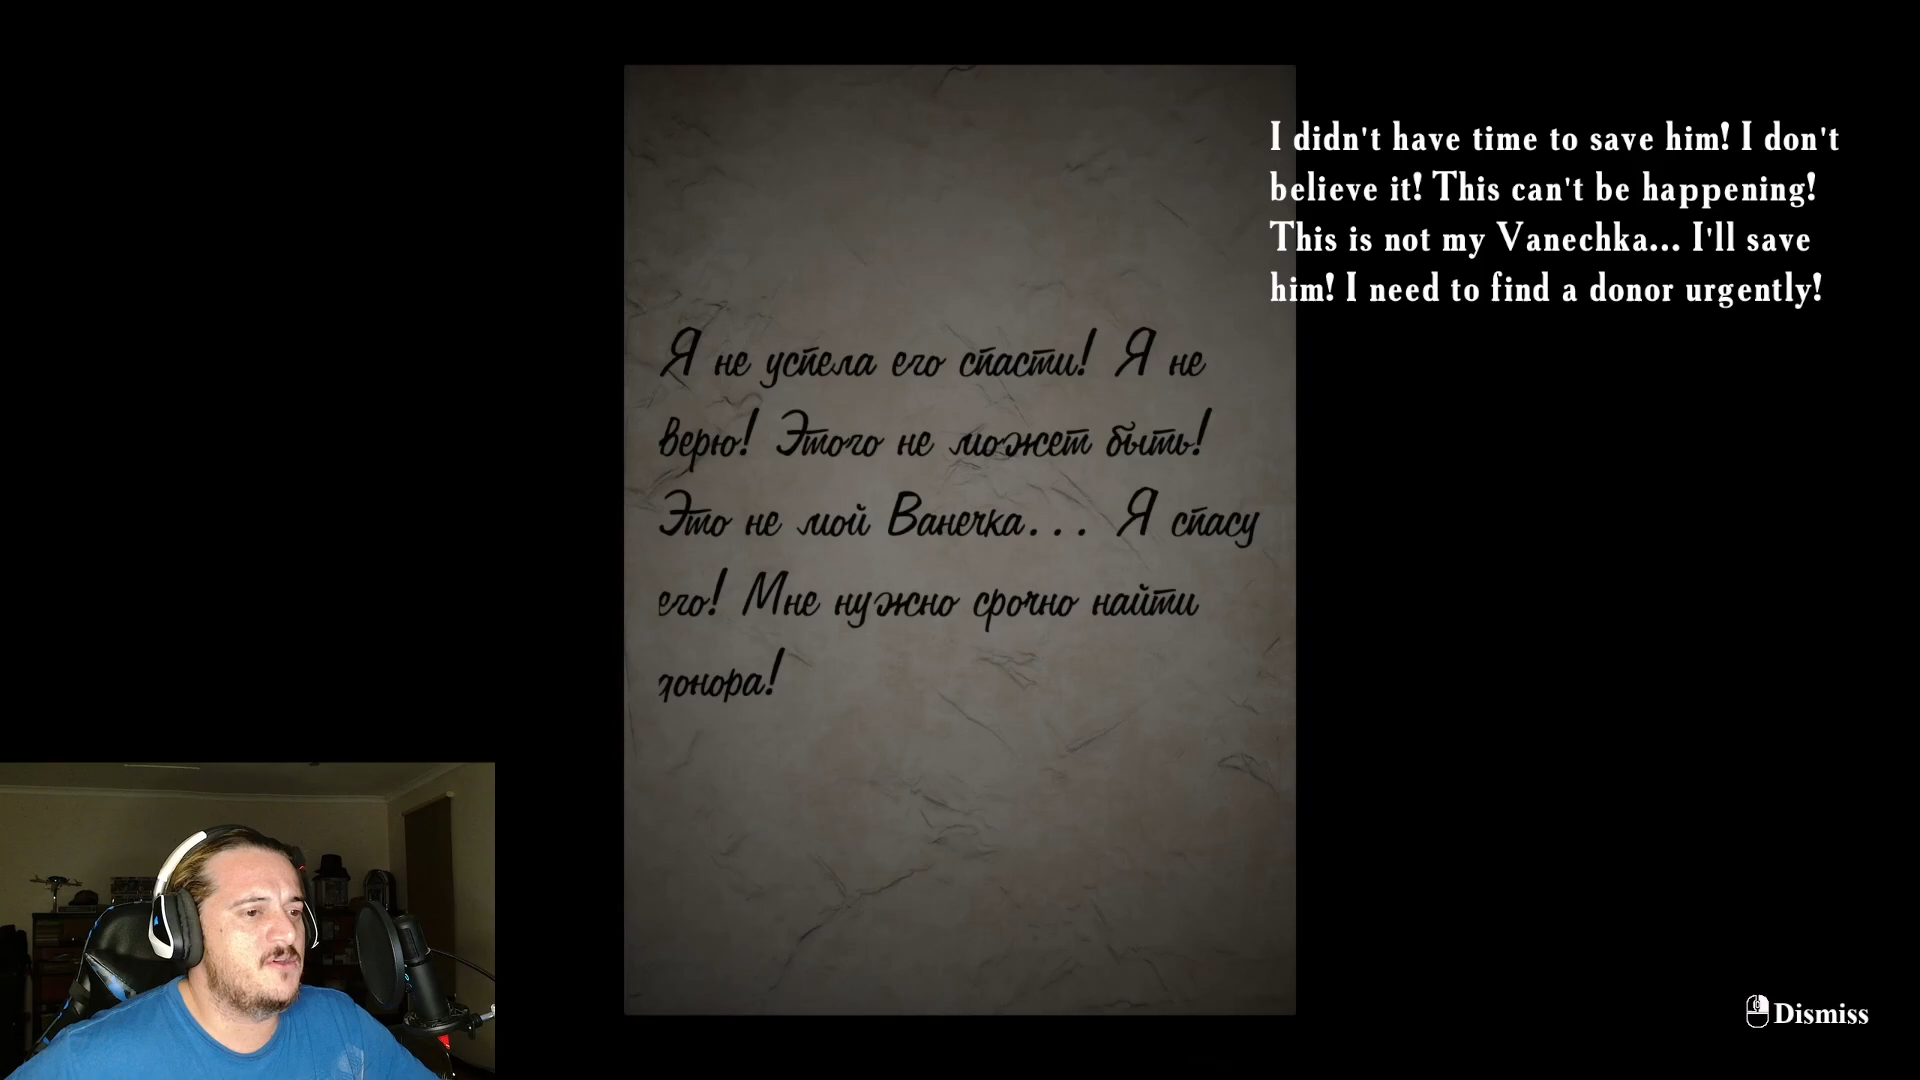 I didn't have time to save him! I don't
believe it! This can't be happening!
This is not my Vanechka... I'll save
him! I need to find a donor urgently!
Я не успела его спасти! Я не
верю! Этого не может быть!
Это не мой Ванечка... Я спасу
его! Мне нужно срочно найти
донора!
Dismiss